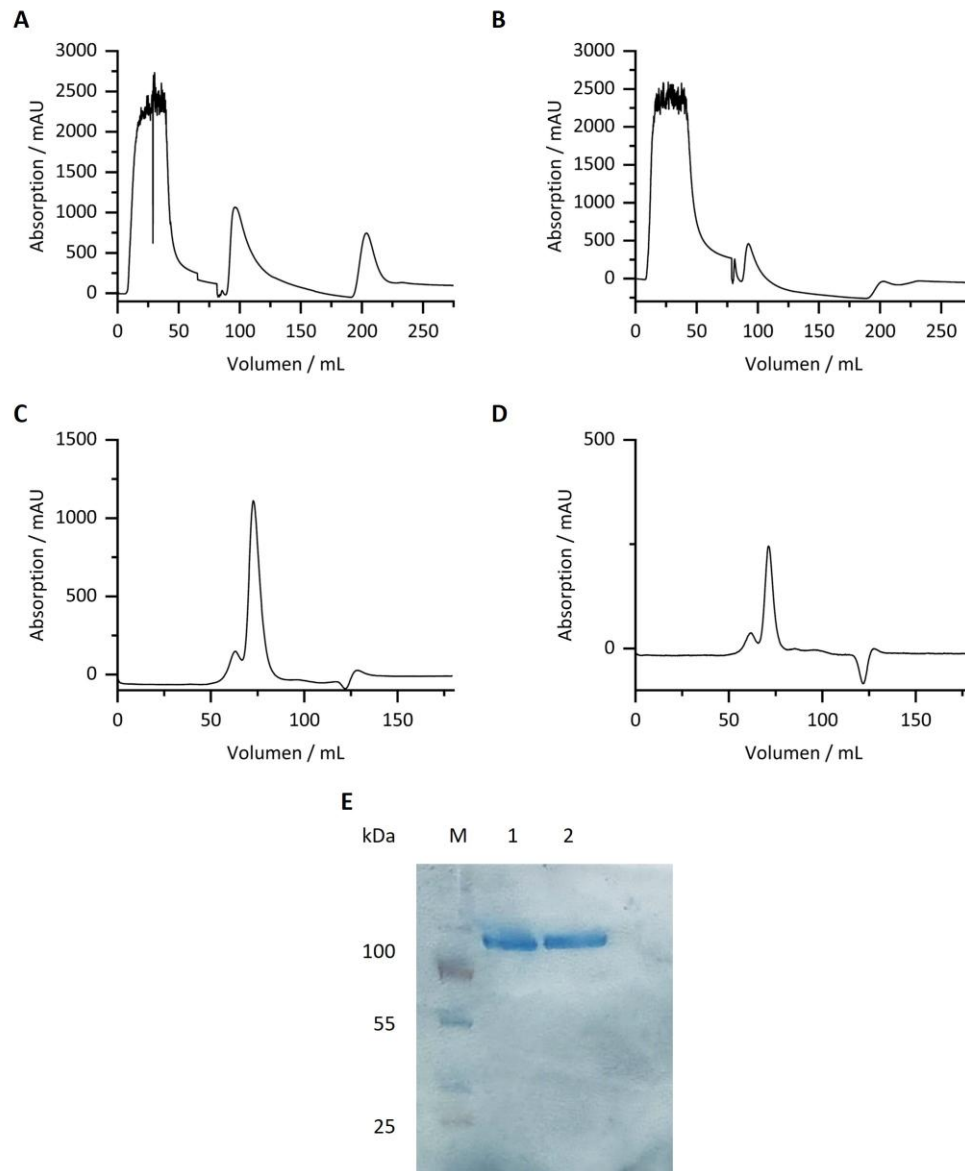 A
3000
2500
2000
1500
1000
500
0
Absorption / mAU
0 50 100 150 200 250
Volumen / mL
B
3000
2500
2000
1500
1000
500
0
Absorption / mAU
0 50 100 150 200 250
Volumen / mL
C
1500
1000
500
0
Absorption / mAU
0 50 100 150
Volumen / mL
D
500
0
Absorption / mAU
0 50 100 150
Volumen / mL
E
kDa M 1 2
100
55
25